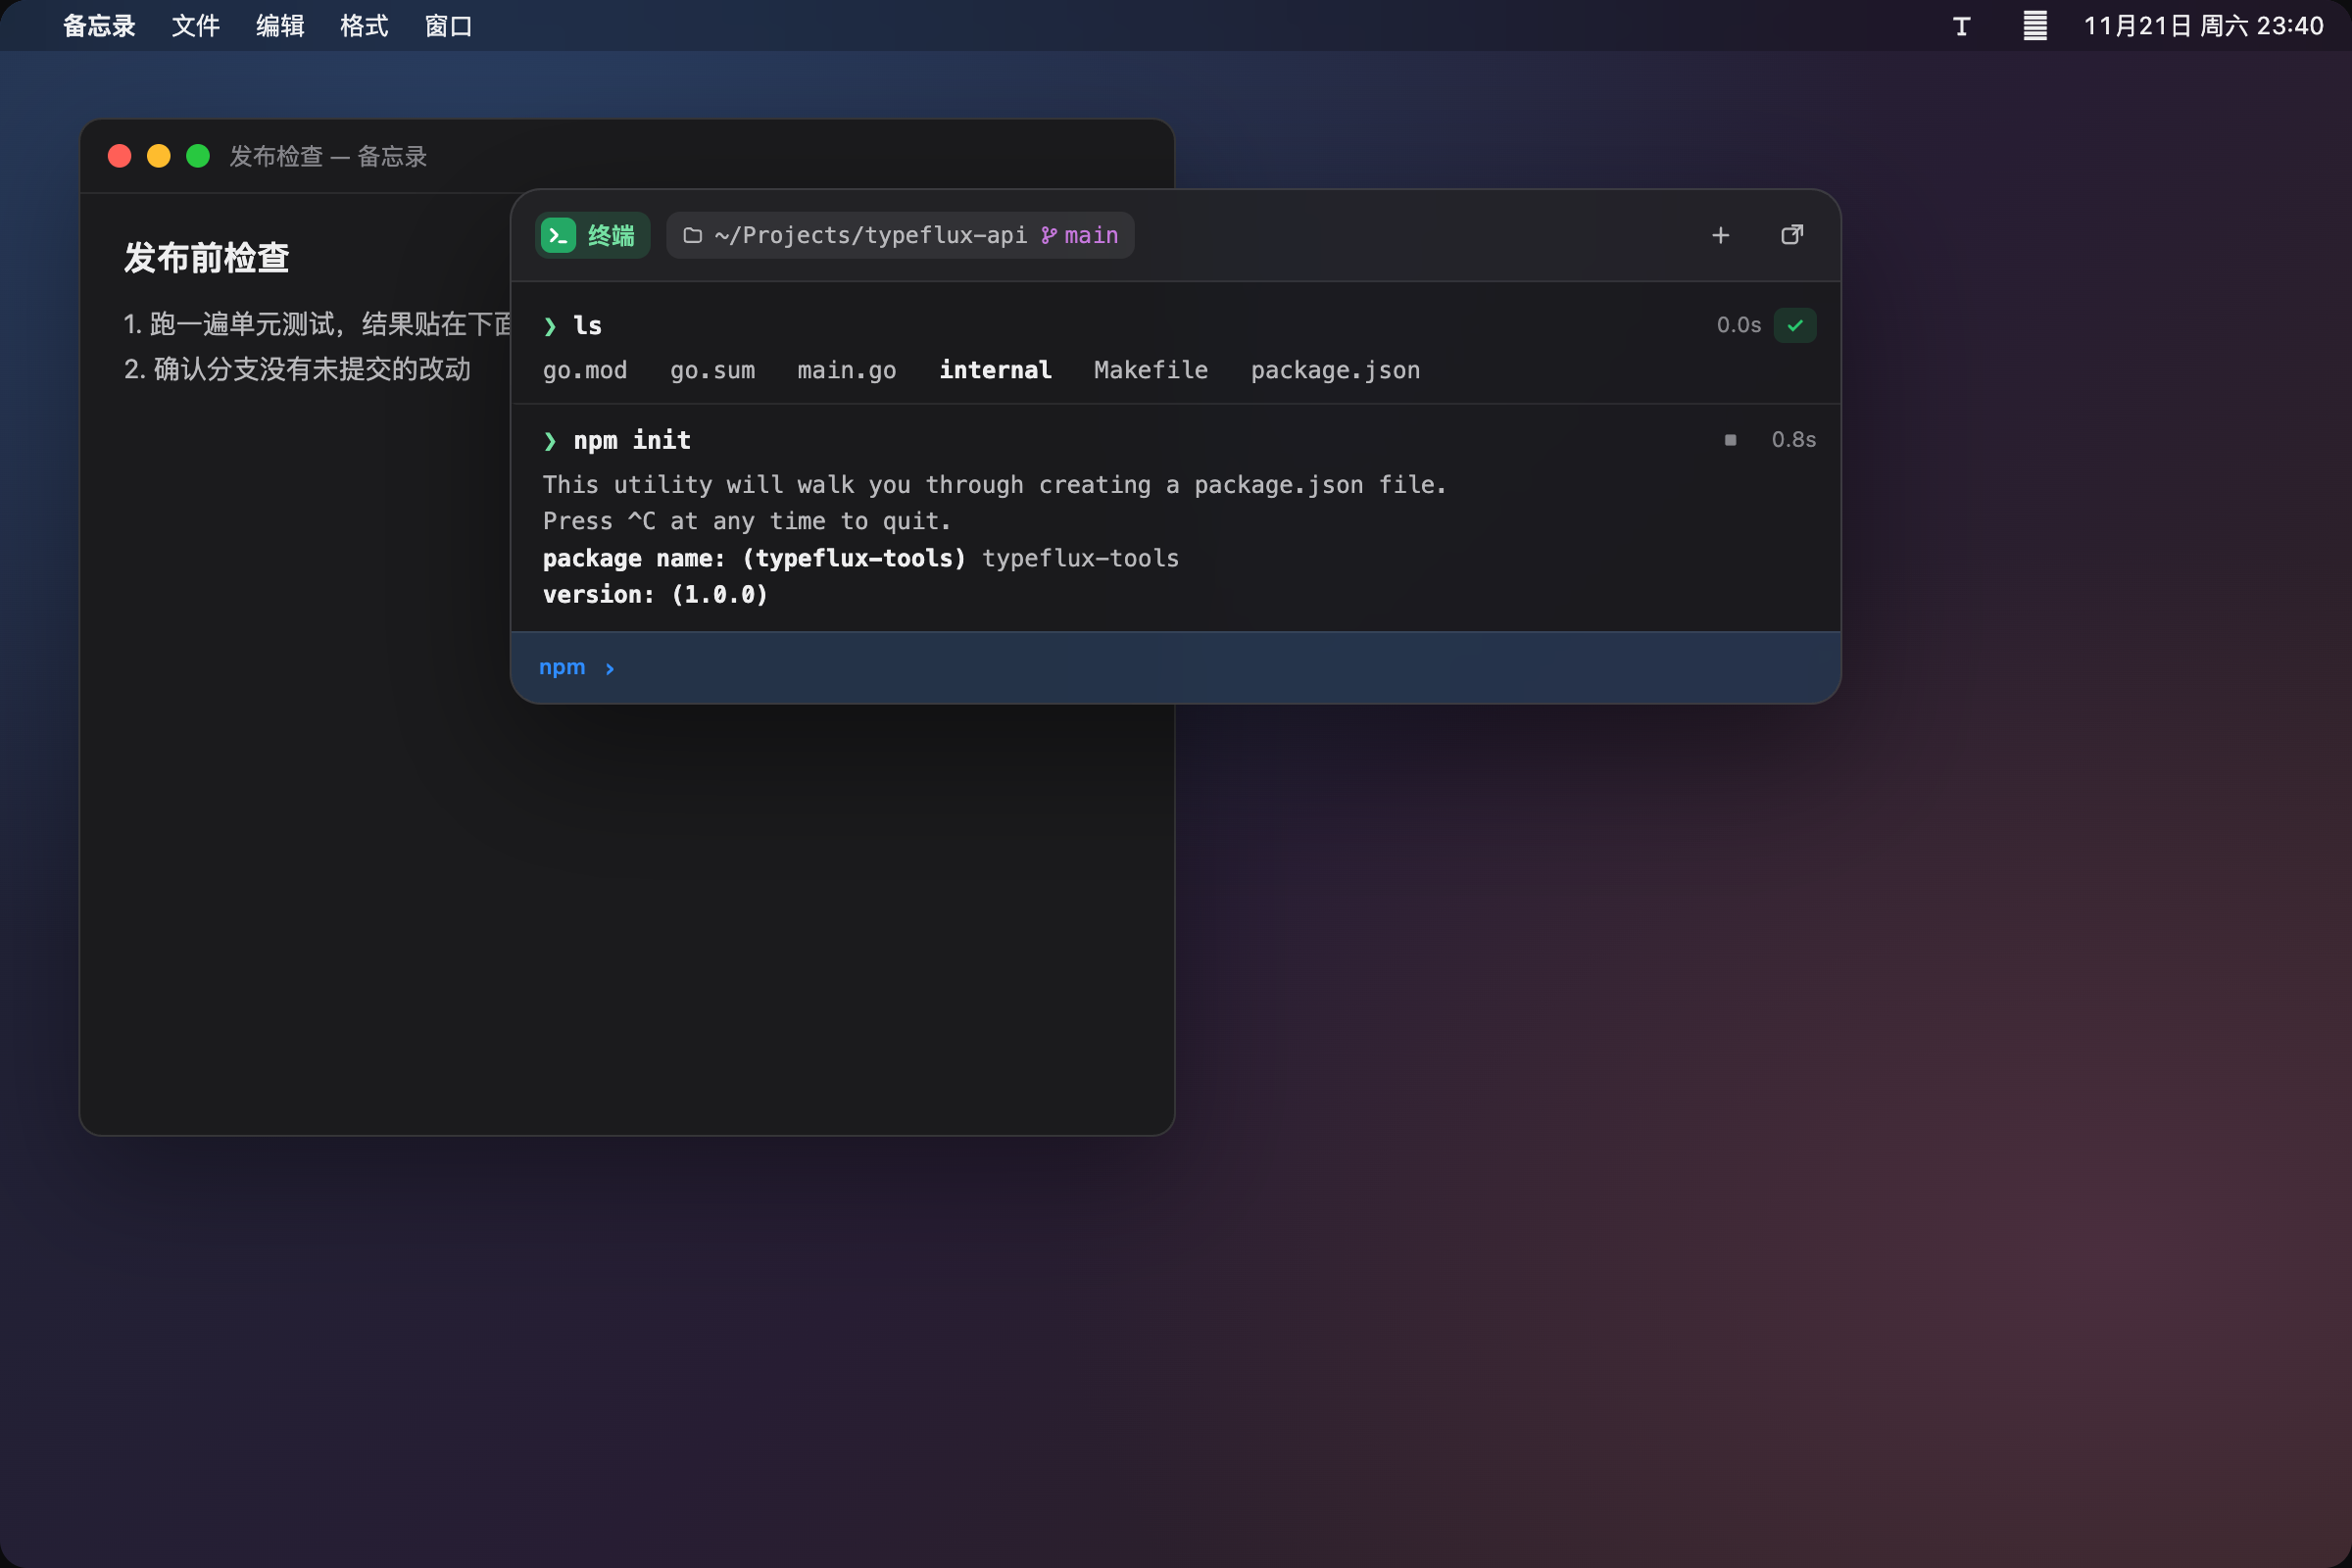 备忘录 文件 编辑 格式 窗口 11月21日 周六 23:40
发布检查 — 备忘录
发布前检查
1. 跑一遍单元测试，结果贴在下面
2. 确认分支没有未提交的改动
终端 ~/Projects/typeflux-api main
❯ ls 0.0s
go.mod go.sum main.go internal Makefile package.json
❯ npm init 0.8s
This utility will walk you through creating a package.json file.
Press ^C at any time to quit.
package name: (typeflux-tools) typeflux-tools
version: (1.0.0)
npm ›